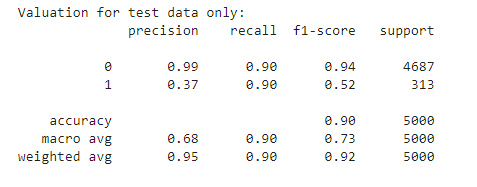 Valuation for test data only:
precision recall f1-score support
0 0.99 0.90 0.94 4687
1 0.37 0.90 0.52 313
accuracy 0.90 5000
macro avg 0.68 0.90 0.73 5000
weighted avg 0.95 0.90 0.92 5000